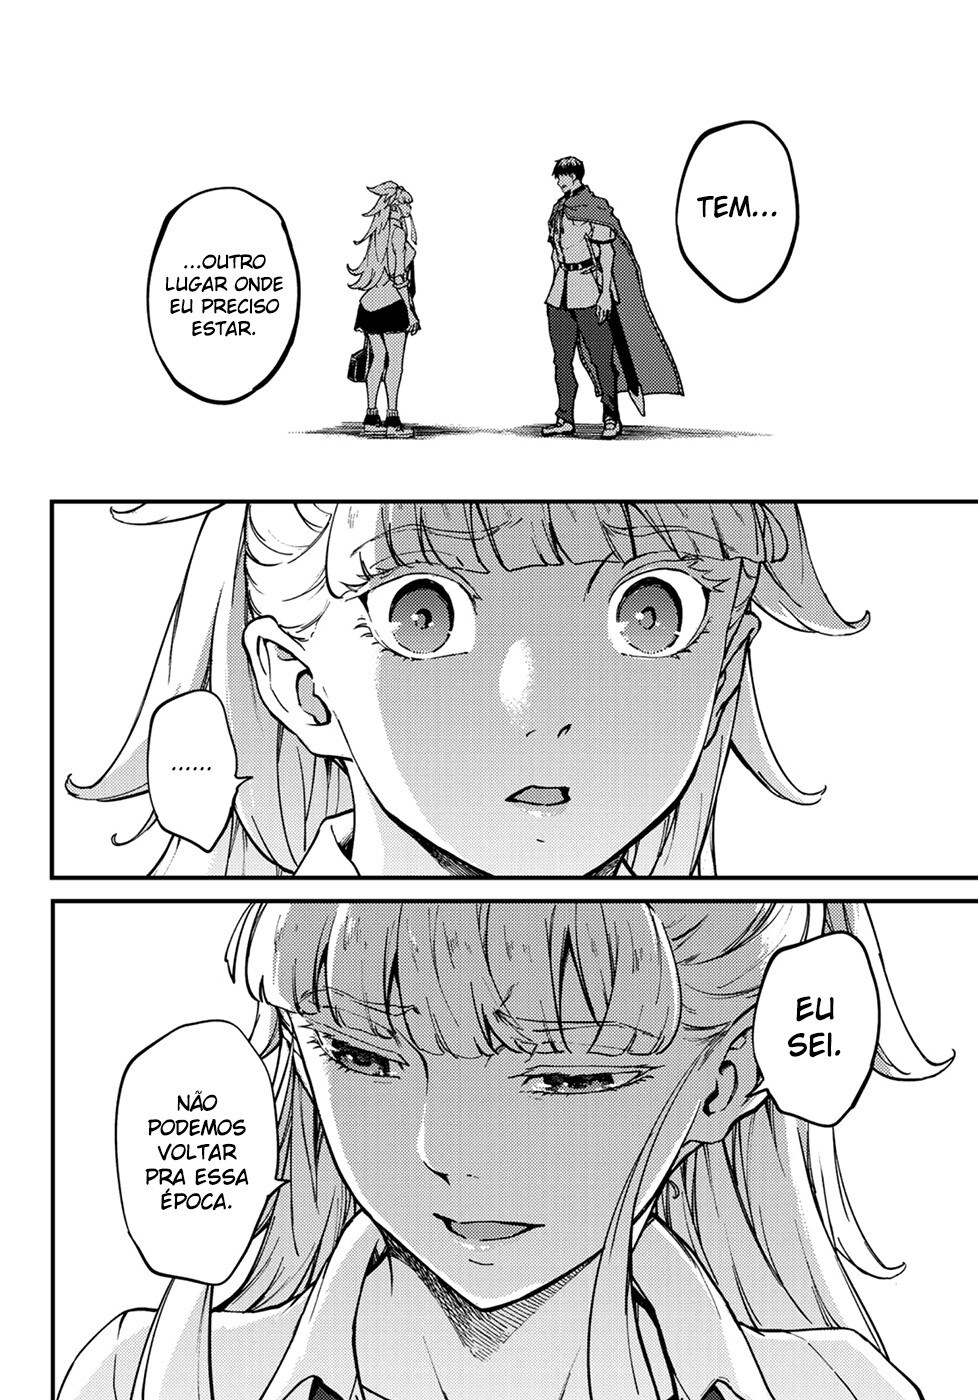 TEM...
...OUTRO
LUGAR ONDE
EU PRECISO
ESTAR.
......
EU
SEI.
NÃO
PODEMOS
VOLTAR
PRA ESSA
ÉPOCA.